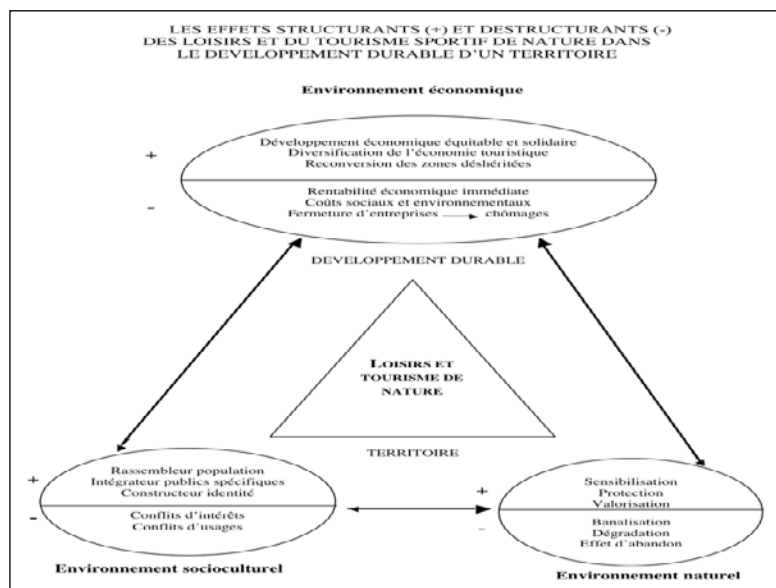 LES EFFETS STRUCTURANTS (+) ET DESTRUCTURANTS (-)
DES LOISIRS ET DU TOURISME SPORTIF DE NATURE DANS
LE DEVELOPPEMENT DURABLE D'UN TERRITOIRE
Environnement économique
+
Développement économique équitable et solidaire
Diversification de l'économie touristique
Reconversion des zones déshéritées
-
Rentabilité économique immédiate
Coûts sociaux et environnementaux
Fermeture d'entreprises → chômages
DEVELOPPEMENT DURABLE
LOISIRS ET
TOURISME DE
NATURE
TERRITOIRE
+
Rassembleur population
Intégrateur publics spécifiques
Constructeur identité
-
Conflits d'intérêts
Conflits d'usages
Environnement socioculturel
+
Sensibilisation
Protection
Valorisation
-
Banalisation
Dégradation
Effet d'abandon
Environnement naturel